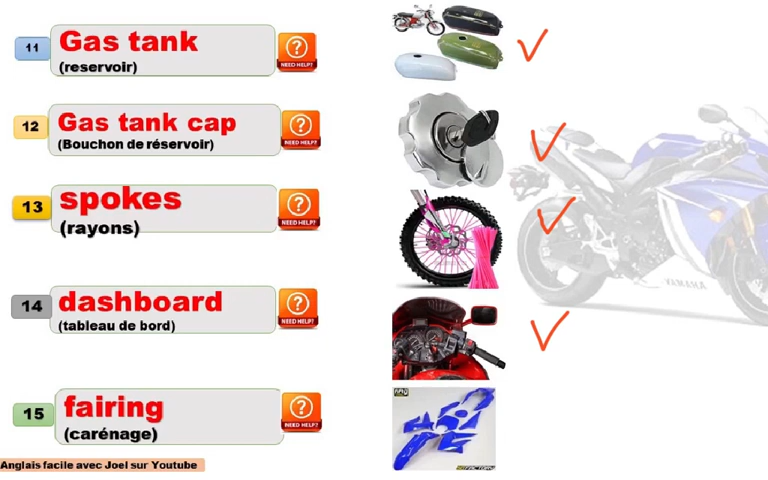 11
Gas tank
(reservoir)
NEED HELP?
12
Gas tank cap
(Bouchon de réservoir)
NEED HELP?
13
spokes
(rayons)
NEED HELP?
14
dashboard
(tableau de bord)
NEED HELP?
15
fairing
(carénage)
NEED HELP?
YAMAHA
Anglais facile avec Joel sur Youtube